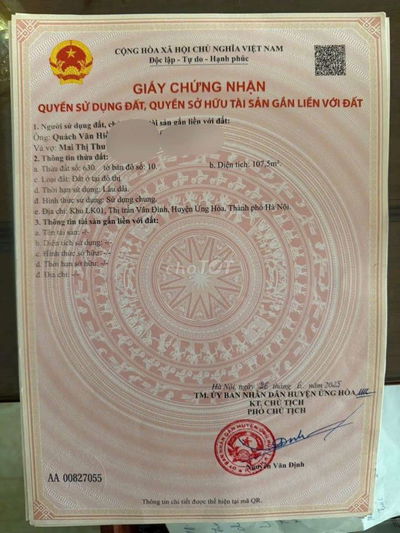 CỘNG HÒA XÃ HỘI CHỦ NGHĨA VIỆT NAM
Độc lập - Tự do - Hạnh phúc
GIẤY CHỨNG NHẬN
QUYỀN SỬ DỤNG ĐẤT, QUYỀN SỞ HỮU TÀI SẢN GẮN LIỀN VỚI ĐẤT
1. Người sử dụng đất, tài sản gắn liền với đất:
Ông: Quách Văn
và Mai Thị Thu
2. Thông tin thửa đất:
a. Thửa đất số: 630. tờ bản đồ số: 10. b. Diện tích: 107,5m².
c. Loại đất: Đất ở tại đô thị.
d. Thời hạn sử dụng: Lâu dài.
đ. Hình thức sử dụng: Sử dụng chung.
e. Địa chỉ: Khu LK01, Thị trấn Vân Đình, Huyện Ứng Hòa, Thành phố Hà Nội.
3. Thông tin tài sản gắn liền với đất:
a. Tên tài sản: -/-
b. Diện tích sử dụng: -/-
c. Hình thức sở hữu: -/-
d. Thời hạn sở hữu: -/-
đ. Địa chỉ: -/-
chợTỐT
Hà Nội, ngày 26 tháng 6 năm 2025
TM. ỦY BAN NHÂN DÂN HUYỆN ỨNG HÒA
KT. CHỦ TỊCH
PHÓ CHỦ TỊCH
Nguyễn Văn Định
AA 00827055
Thông tin chi tiết được thể hiện tại mã QR.